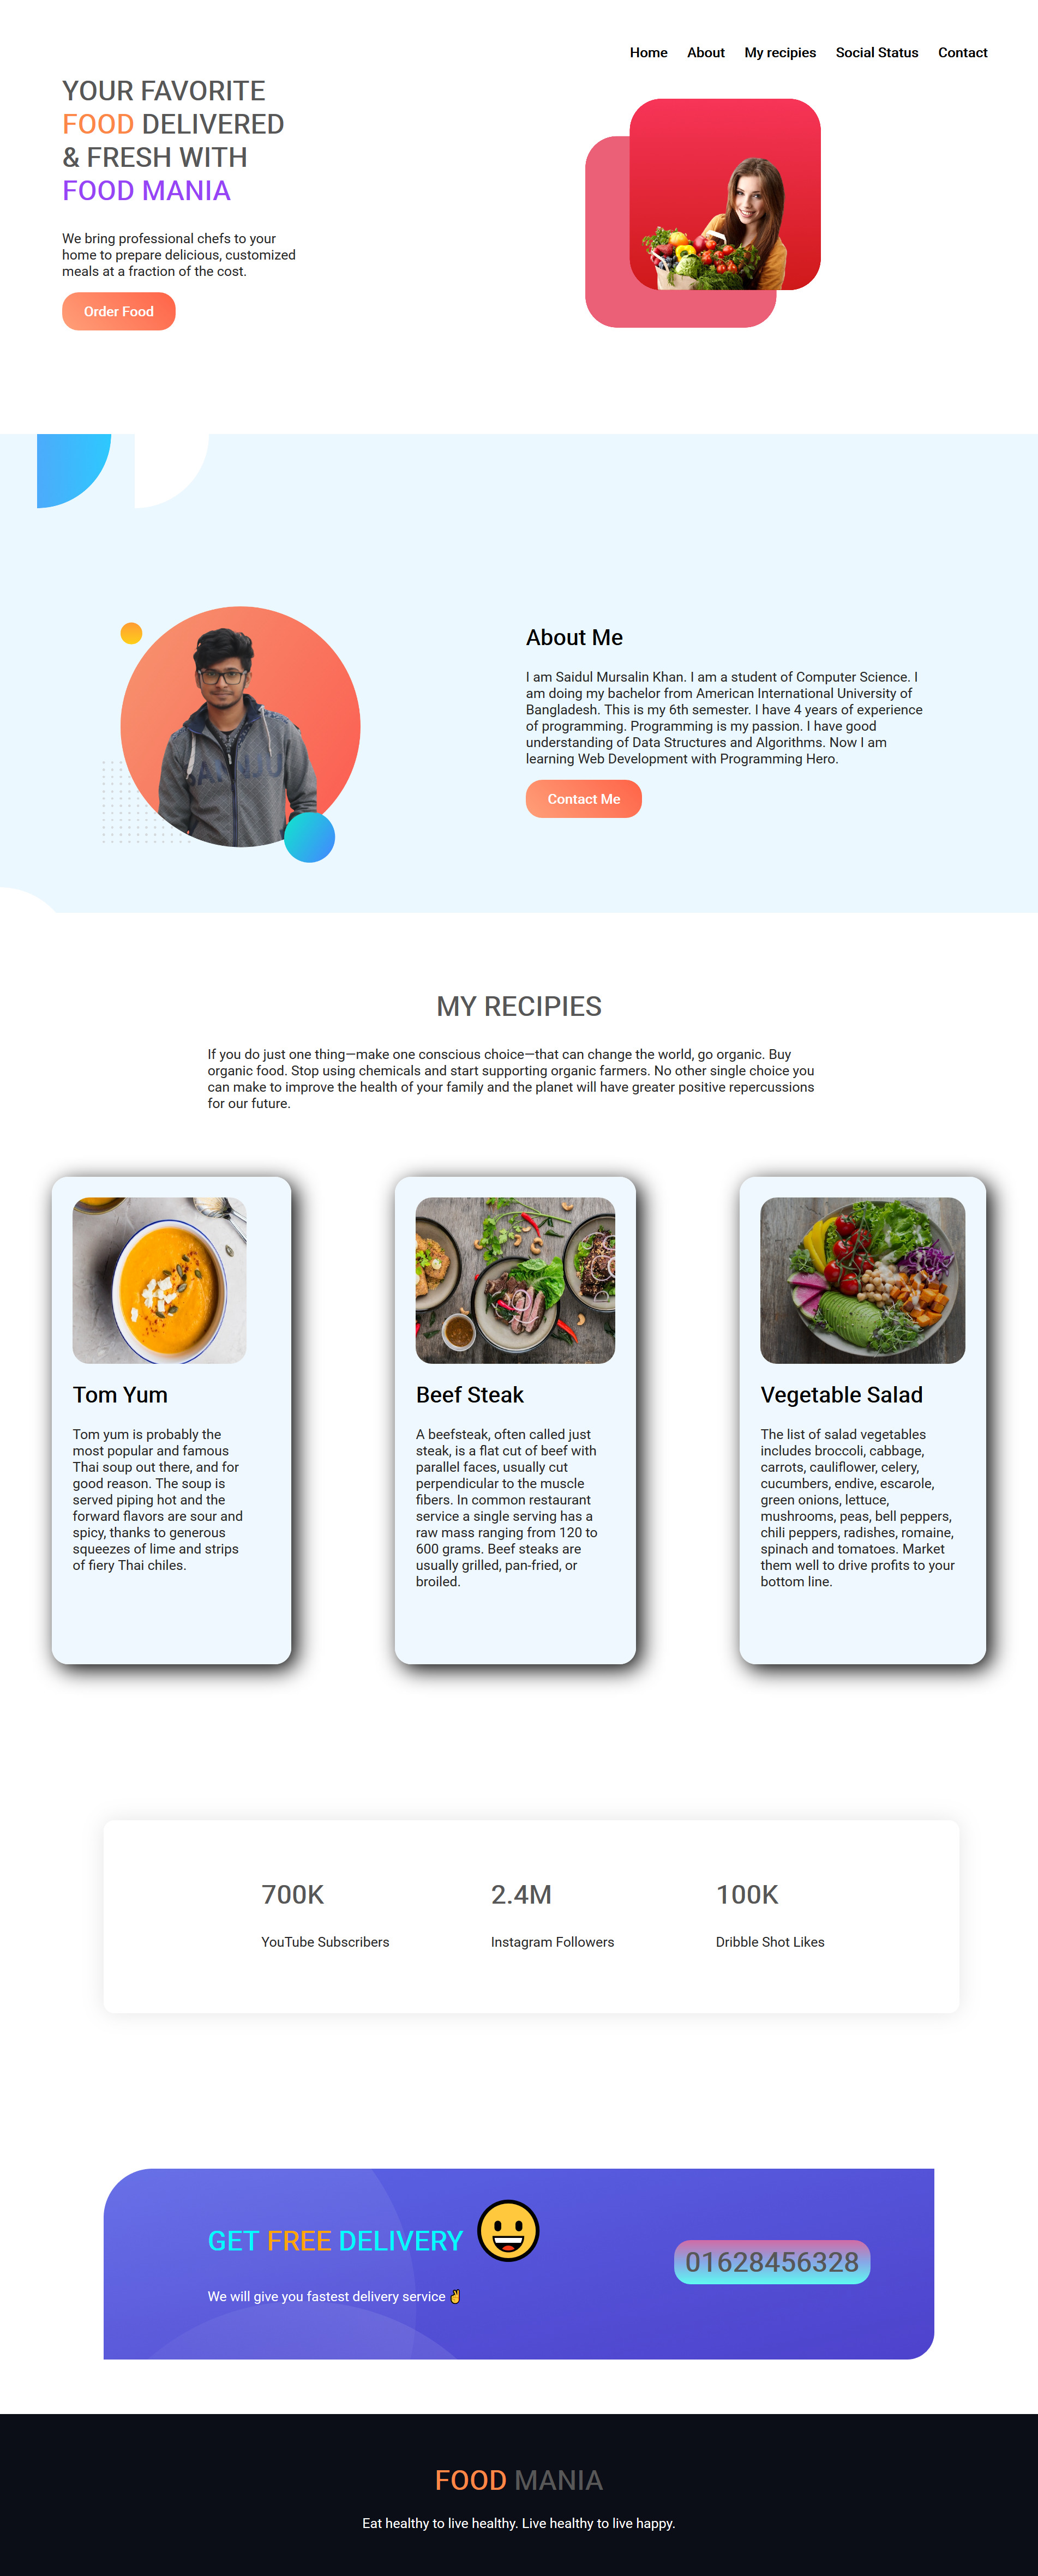 Home About My recipies Social Status Contact
YOUR FAVORITE
FOOD DELIVERED
& FRESH WITH
FOOD MANIA
We bring professional chefs to your
home to prepare delicious, customized
meals at a fraction of the cost.
Order Food
About Me
I am Saidul Mursalin Khan. I am a student of Computer Science. I
am doing my bachelor from American International University of
Bangladesh. This is my 6th semester. I have 4 years of experience
of programming. Programming is my passion. I have good
understanding of Data Structures and Algorithms. Now I am
learning Web Development with Programming Hero.
Contact Me
MY RECIPIES
If you do just one thing—make one conscious choice—that can change the world, go organic. Buy
organic food. Stop using chemicals and start supporting organic farmers. No other single choice you
can make to improve the health of your family and the planet will have greater positive repercussions
for our future.
Tom Yum
Tom yum is probably the
most popular and famous
Thai soup out there, and for
good reason. The soup is
served piping hot and the
forward flavors are sour and
spicy, thanks to generous
squeezes of lime and strips
of fiery Thai chiles.
Beef Steak
A beefsteak, often called just
steak, is a flat cut of beef with
parallel faces, usually cut
perpendicular to the muscle
fibers. In common restaurant
service a single serving has a
raw mass ranging from 120 to
600 grams. Beef steaks are
usually grilled, pan-fried, or
broiled.
Vegetable Salad
The list of salad vegetables
includes broccoli, cabbage,
carrots, cauliflower, celery,
cucumbers, endive, escarole,
green onions, lettuce,
mushrooms, peas, bell peppers,
chili peppers, radishes, romaine,
spinach and tomatoes. Market
them well to drive profits to your
bottom line.
700K
YouTube Subscribers
2.4M
Instagram Followers
100K
Dribble Shot Likes
GET FREE DELIVERY
We will give you fastest delivery service ✌
01628456328
FOOD MANIA
Eat healthy to live healthy. Live healthy to live happy.